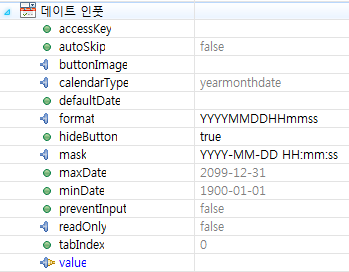 데이트 인풋
accessKey
autoSkip false
buttonImage
calendarType yearmonthdate
defaultDate
format YYYYMMDDHHmmss
hideButton true
mask YYYY-MM-DD HH:mm:ss
maxDate 2099-12-31
minDate 1900-01-01
preventInput false
readOnly false
tabIndex 0
value